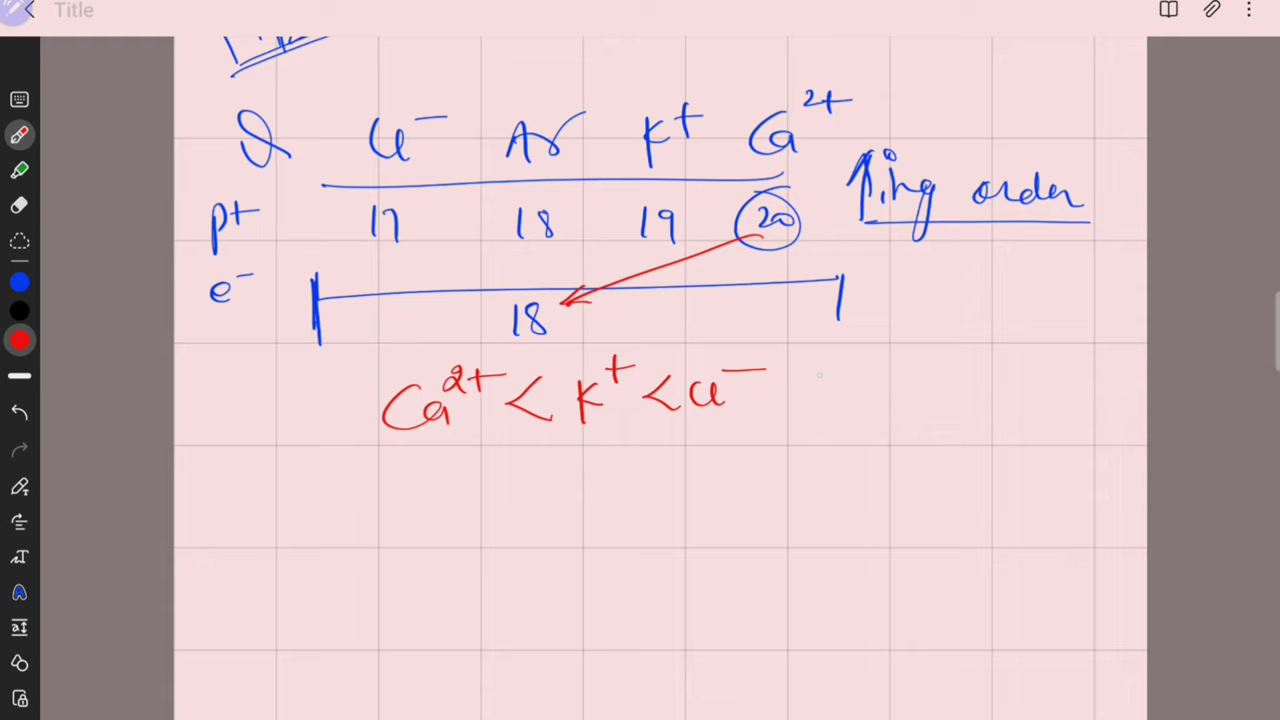 Title
Q Cl⁻ Ar K⁺ Ca²⁺
↑ing order
p⁺ 17 18 19 20
e⁻ 18
Ca²⁺ < K⁺ < Cl⁻